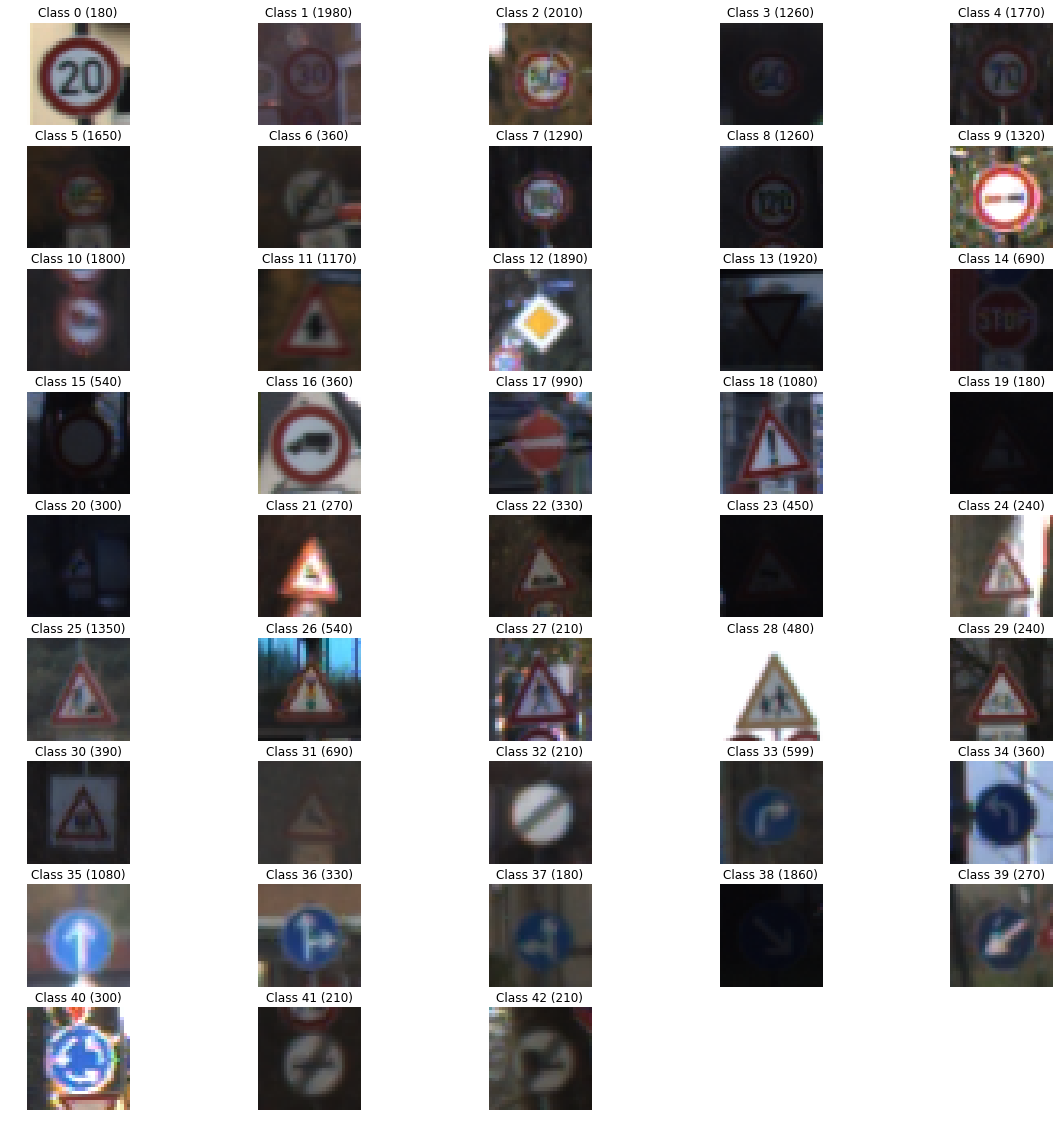 Class 0 (180) Class 1 (1980) Class 2 (2010) Class 3 (1260) Class 4 (1770)
20 30 60 70
Class 5 (1650) Class 6 (360) Class 7 (1290) Class 8 (1260) Class 9 (1320)
120
Class 10 (1800) Class 11 (1170) Class 12 (1890) Class 13 (1920) Class 14 (690)
STOP
Class 15 (540) Class 16 (360) Class 17 (990) Class 18 (1080) Class 19 (180)
Class 20 (300) Class 21 (270) Class 22 (330) Class 23 (450) Class 24 (240)
Class 25 (1350) Class 26 (540) Class 27 (210) Class 28 (480) Class 29 (240)
Class 30 (390) Class 31 (690) Class 32 (210) Class 33 (599) Class 34 (360)
Class 35 (1080) Class 36 (330) Class 37 (180) Class 38 (1860) Class 39 (270)
Class 40 (300) Class 41 (210) Class 42 (210)